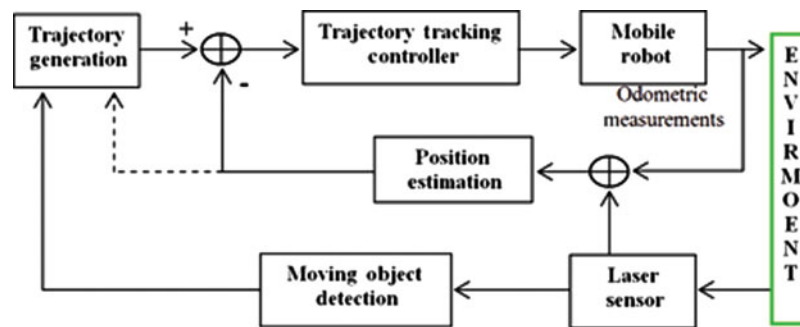 Trajectory
generation
+
-
Trajectory tracking
controller
Mobile
robot
Odometric
measurements
Position
estimation
Moving object
detection
Laser
sensor
E
N
V
I
R
M
O
E
N
T